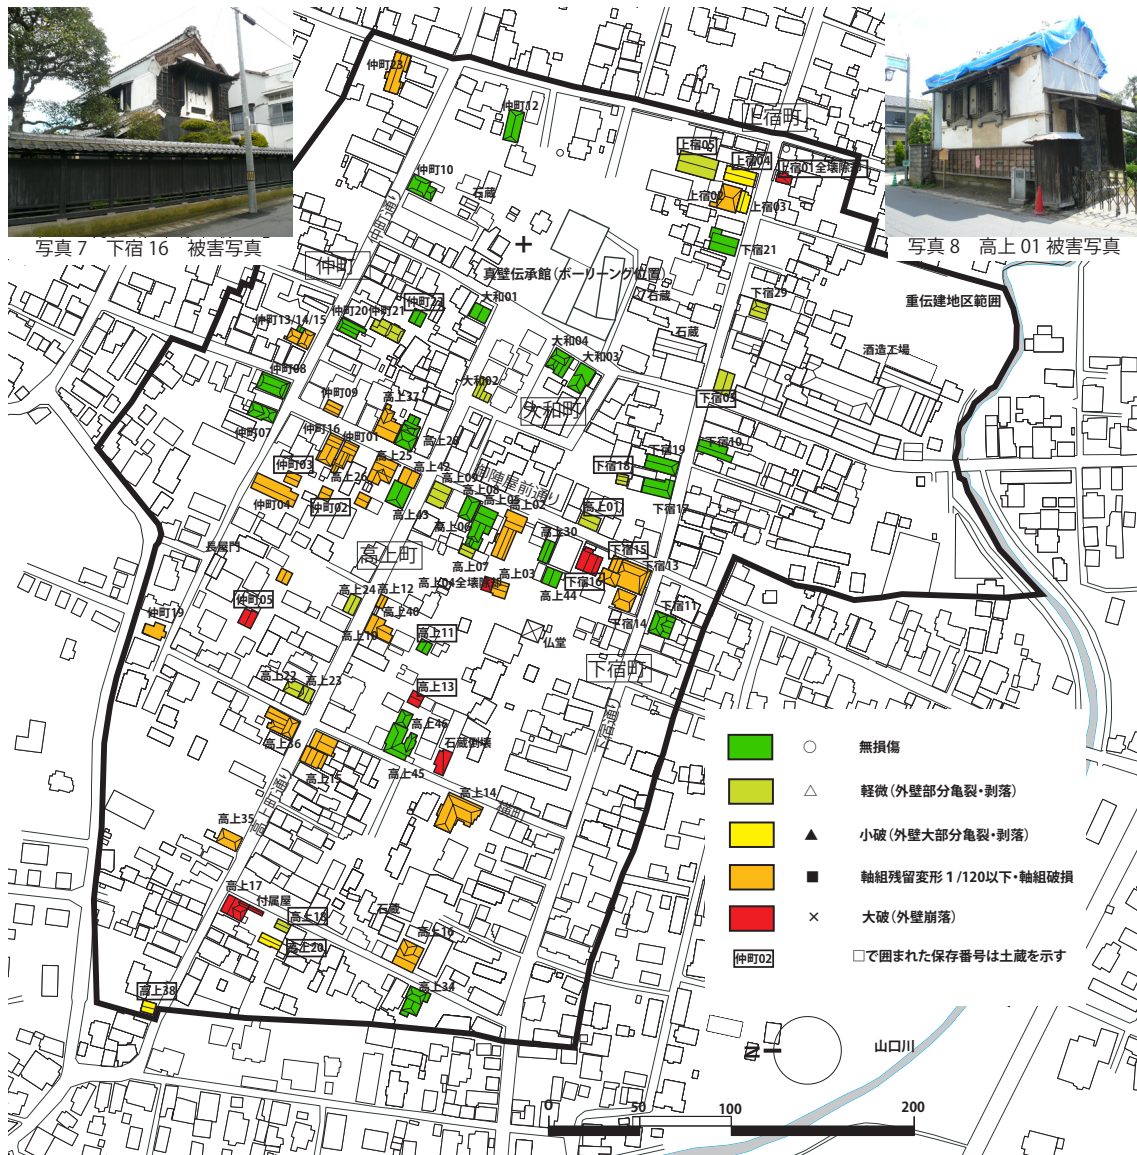 写真 7　下宿 16　被害写真
写真 8　高上 01 被害写真
仲町23
仲町12
下宿町
上宿05
上宿04
上宿01全壊除却
仲町10
石蔵
上宿02
上宿03
仲町通り
下宿21
仲町
真壁伝承館(ボーリング位置)
石蔵
重伝建地区範囲
仲町22
大和01
下宿29
仲町13/14/15
仲町20
仲町21
石蔵
大和04
大和03
酒造工場
仲町08
大和02
仲町09
高上37
大和町
下宿05
仲町07
仲町16
仲町01
高上28
下宿19
下宿10
仲町03
高上25
高上42
御陣屋前通り
下宿18
高上26
高上09
高上08
仲町04
仲町02
高上43
高上05
高上02
高上01
下宿17
高上06
高上30
長屋門
高上町
高上07
下宿15
下宿13
高上04全壊除却
高上03
下宿16
高上44
仲町05
高上24
高上12
仲町19
高上40
下宿11
高上10
高上11
仏堂
下宿14
下宿町
高上22
高上23
高上13
高上36
高上46
石蔵倒壊
下宿通り
高上15
高上45
高上町通り
高上14
横町
高上35
高上17
付属屋
高上18
石蔵
高上16
高上20
高上38
高上34
○　無損傷
△　軽微(外壁部分亀裂・剥落)
▲　小破(外壁大部分亀裂・剥落)
■　軸組残留変形 1 /120以下・軸組破損
×　大破(外壁崩落)
仲町02　□で囲まれた保存番号は土蔵を示す
N
山口川
0　50　100　200